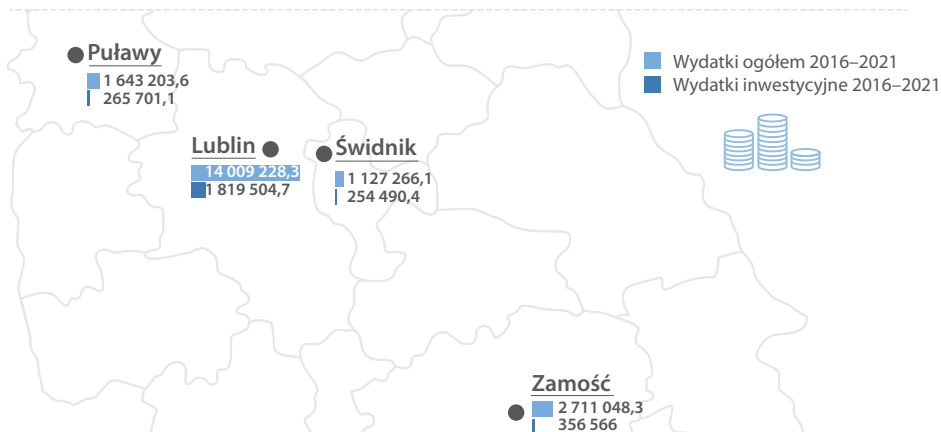 Puławy
1 643 203,6
265 701,1
Wydatki ogółem 2016–2021
Wydatki inwestycyjne 2016–2021
Lublin
14 009 228,3
1 819 504,7
Świdnik
1 127 266,1
254 490,4
Zamość
2 711 048,3
356 566